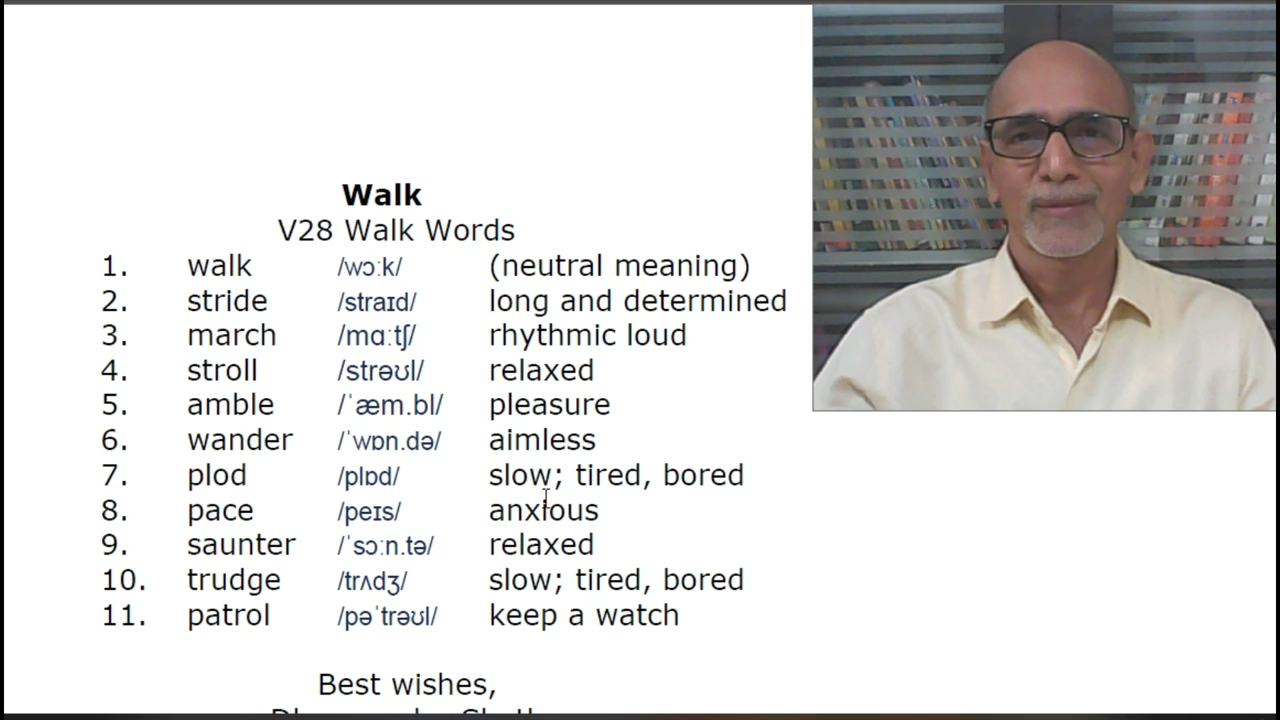 Walk
V28 Walk Words
1. walk /wɔːk/ (neutral meaning)
2. stride /straɪd/ long and determined
3. march /mɑːtʃ/ rhythmic loud
4. stroll /strəʊl/ relaxed
5. amble /ˈæm.bl/ pleasure
6. wander /ˈwɒn.də/ aimless
7. plod /plɒd/ slow; tired, bored
8. pace /peɪs/ anxious
9. saunter /ˈsɔːn.tə/ relaxed
10. trudge /trʌdʒ/ slow; tired, bored
11. patrol /pəˈtrəʊl/ keep a watch
Best wishes,